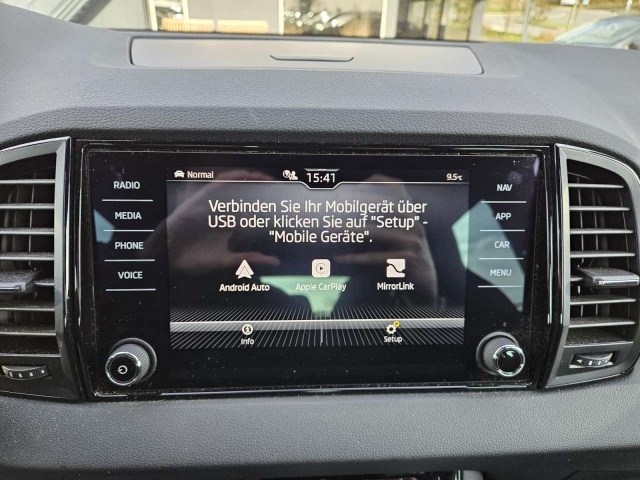 Normal
15:41
9.5°C
RADIO
MEDIA
PHONE
VOICE
Verbinden Sie Ihr Mobilgerät über
USB oder klicken Sie auf "Setup" -
"Mobile Geräte".
Android Auto
Apple CarPlay
MirrorLink
Info
Setup
NAV
APP
CAR
MENU